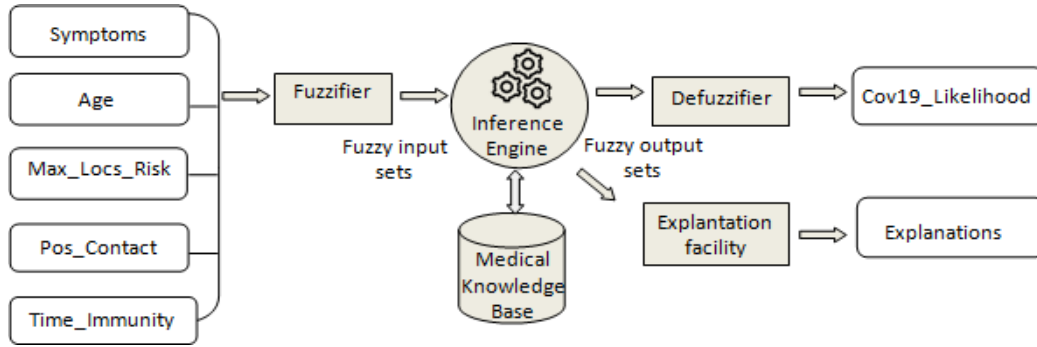 Symptoms
Age
Max_Locs_Risk
Pos_Contact
Time_Immunity
Fuzzifier
Fuzzy input
sets
Inference
Engine
Medical
Knowledge
Base
Fuzzy output
sets
Defuzzifier
Cov19_Likelihood
Explantation
facility
Explanations